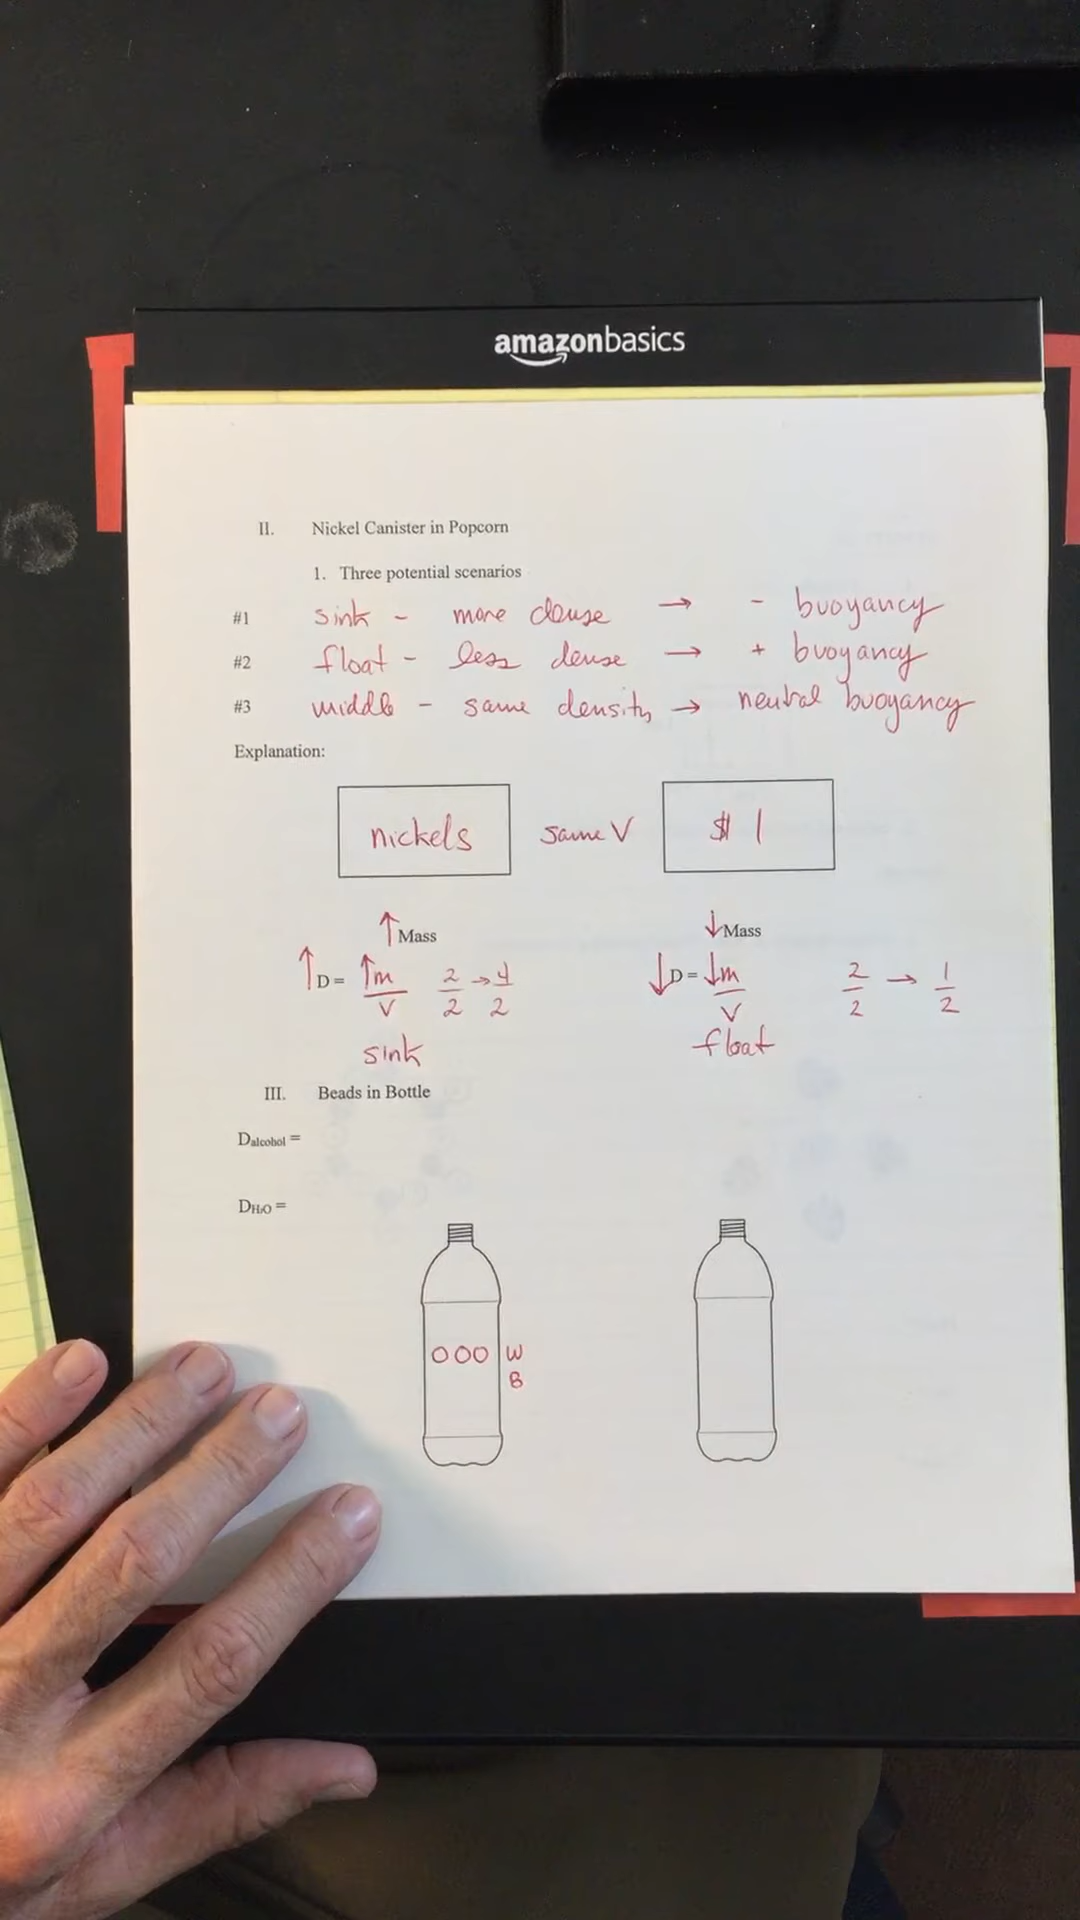 amazonbasics
II. Nickel Canister in Popcorn
1. Three potential scenarios
#1 sink - more dense → - buoyancy
#2 float - less dense → + buoyancy
#3 middle - same density → neutral buoyancy
Explanation:
nickels same V $ 1
↑ Mass ↓ Mass
↑ D = ↑m/V 2/2 → 4/2 ↓ D = ↓m/V 2/2 → 1/2
sink float
III. Beads in Bottle
Dalcohol =
DH₂O =
OOO W
B